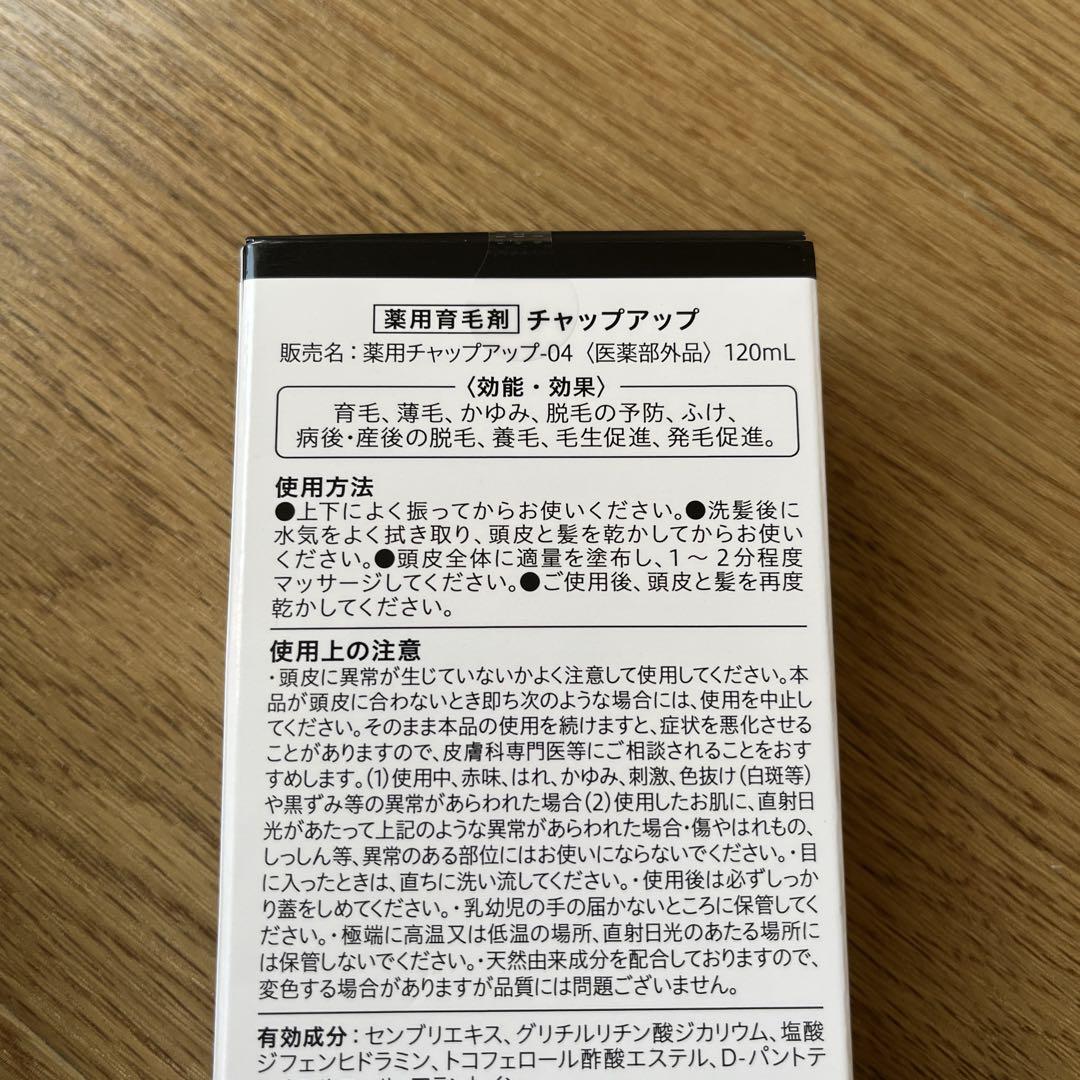 薬用育毛剤 チャップアップ
販売名:薬用チャップアップ-04〈医薬部外品〉120mL
〈効能・効果〉
育毛、薄毛、かゆみ、脱毛の予防、ふけ、
病後・産後の脱毛、養毛、毛生促進、発毛促進。
使用方法
●上下によく振ってからお使いください。●洗髪後に
水気をよく拭き取り、頭皮と髪を乾かしてからお使い
ください。●頭皮全体に適量を塗布し、1～2分程度
マッサージしてください。●ご使用後、頭皮と髪を再度
乾かしてください。
使用上の注意
・頭皮に異常が生じていないかよく注意して使用してください。本
品が頭皮に合わないとき即ち次のような場合には、使用を中止し
てください。そのまま本品の使用を続けますと、症状を悪化させる
ことがありますので、皮膚科専門医等にご相談されることをおす
すめします。(1)使用中、赤味、はれ、かゆみ、刺激、色抜け(白斑等)
や黒ずみ等の異常があらわれた場合(2)使用したお肌に、直射日
光があたって上記のような異常があらわれた場合・傷やはれもの、
しっしん等、異常のある部位にはお使いにならないでください。・目
に入ったときは、直ちに洗い流してください。・使用後は必ずしっか
り蓋をしめてください。・乳幼児の手の届かないところに保管してく
ださい。・極端に高温又は低温の場所、直射日光のあたる場所に
は保管しないでください。・天然由来成分を配合しておりますので、
変色する場合がありますが品質には問題ございません。
有効成分:センブリエキス、グリチルリチン酸ジカリウム、塩酸
ジフェンヒドラミン、トコフェロール酢酸エステル、D-パントテ